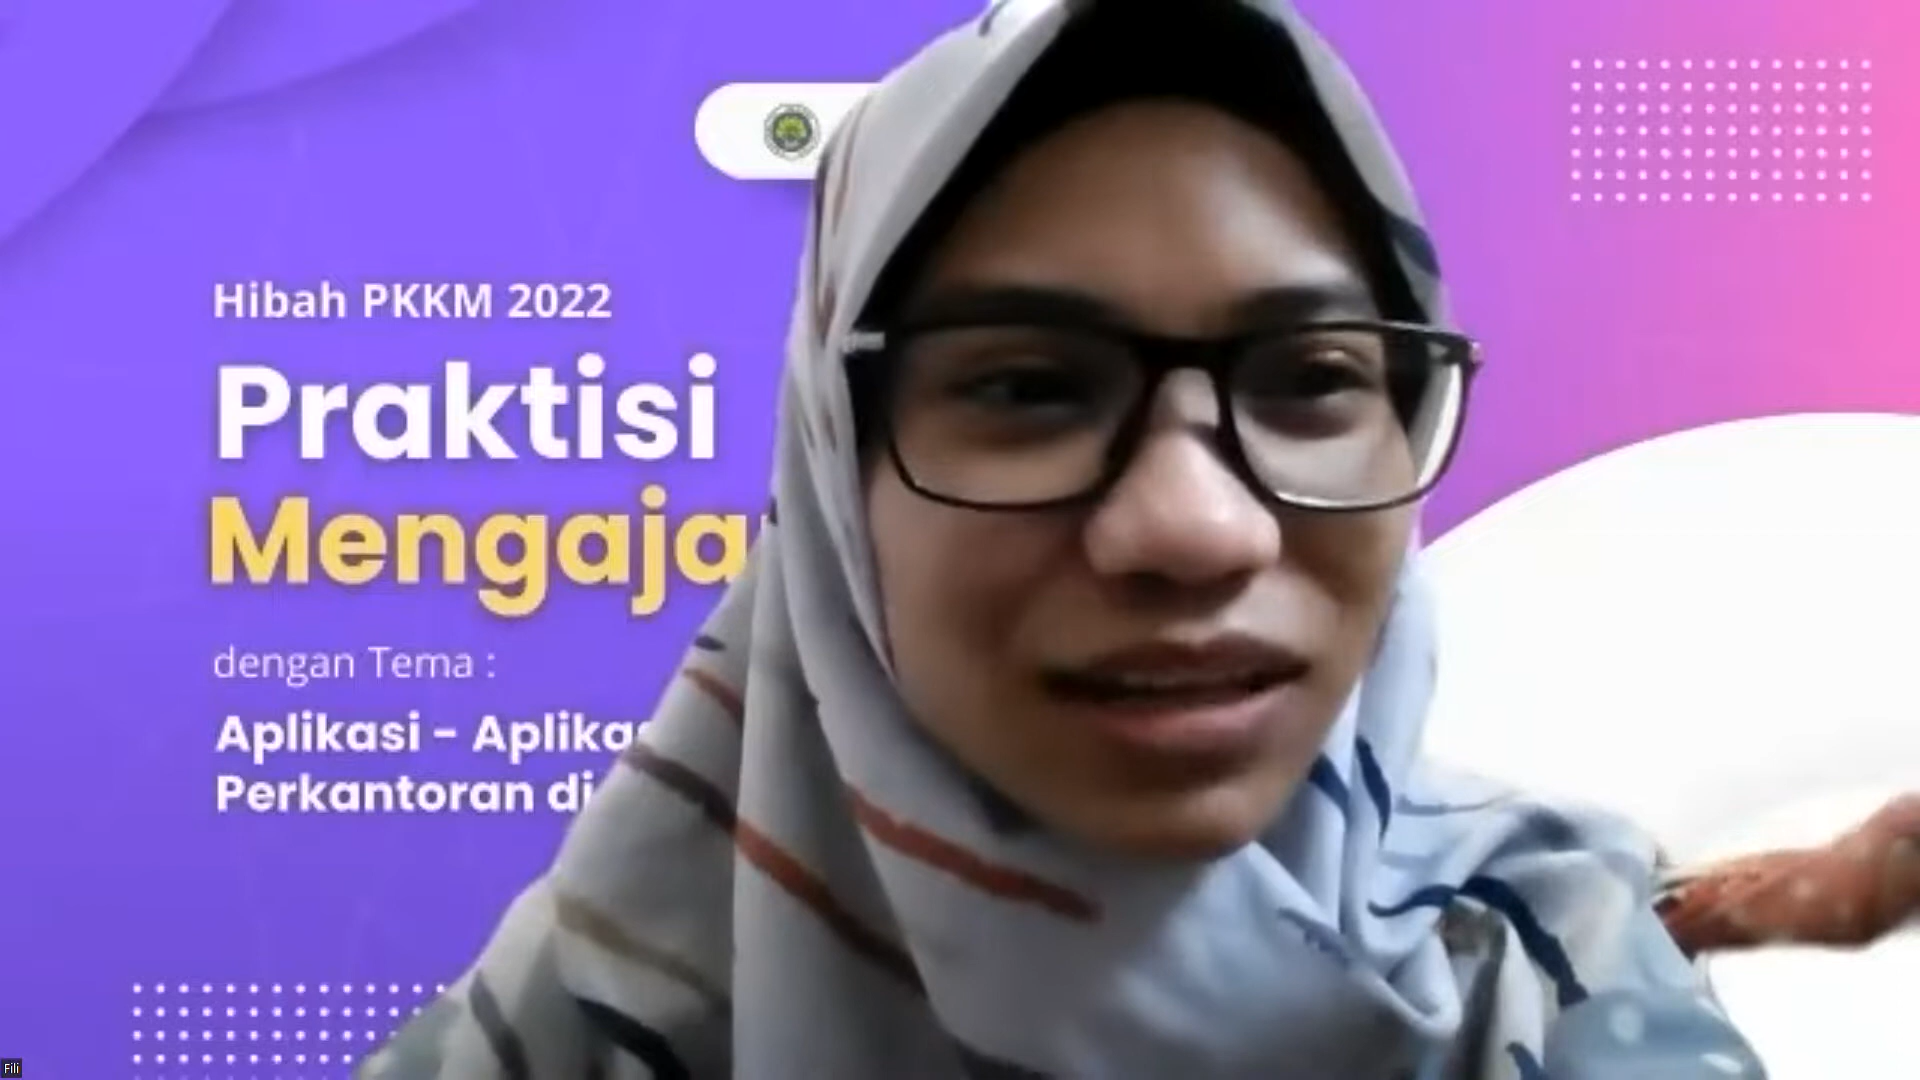 Hibah PKKM 2022
Praktisi
Mengaja
dengan Tema :
Aplikasi - Aplikas
Perkantoran di
Fili